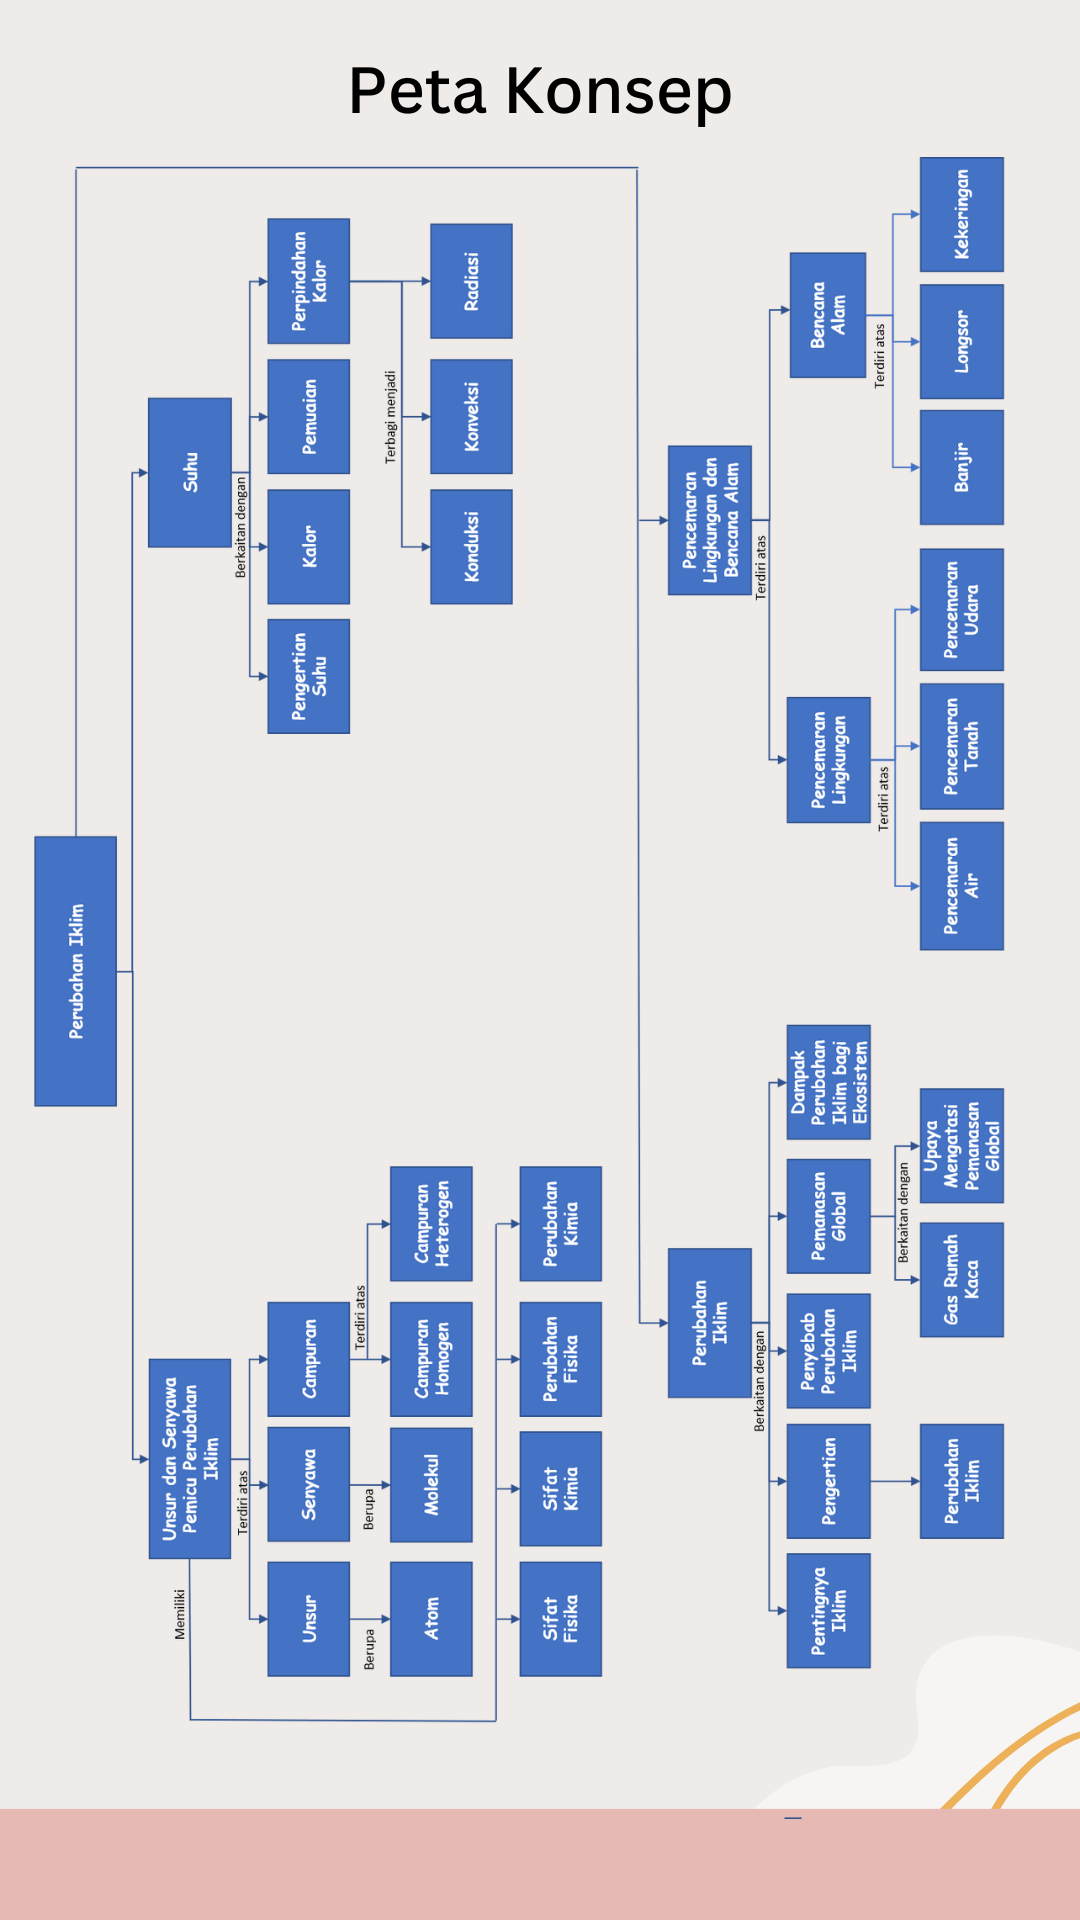 Peta Konsep
Perubahan Iklim
Unsur dan Senyawa
Pemicu Perubahan
Iklim
Memiliki
Terdiri atas
Unsur
Senyawa
Campuran
Berupa
Berupa
Terdiri atas
Atom
Molekul
Campuran
Homogen
Campuran
Heterogen
Sifat
Fisika
Sifat
Kimia
Perubahan
Fisika
Perubahan
Kimia
Suhu
Berkaitan dengan
Pengertian
Suhu
Kalor
Pemuaian
Perpindahan
Kalor
Terbagi menjadi
Konduksi
Konveksi
Radiasi
Perubahan
Iklim
Berkaitan dengan
Pentingnya
Iklim
Pengertian
Penyebab
Perubahan
Iklim
Pemanasan
Global
Dampak
Perubahan
Iklim bagi
Ekosistem
Berkaitan dengan
Perubahan
Iklim
Gas Rumah
Kaca
Upaya
Mengatasi
Pemanasan
Global
Pencemaran
Lingkungan dan
Bencana Alam
Terdiri atas
Pencemaran
Lingkungan
Terdiri atas
Pencemaran
Air
Pencemaran
Tanah
Pencemaran
Udara
Bencana
Alam
Terdiri atas
Banjir
Longsor
Kekeringan